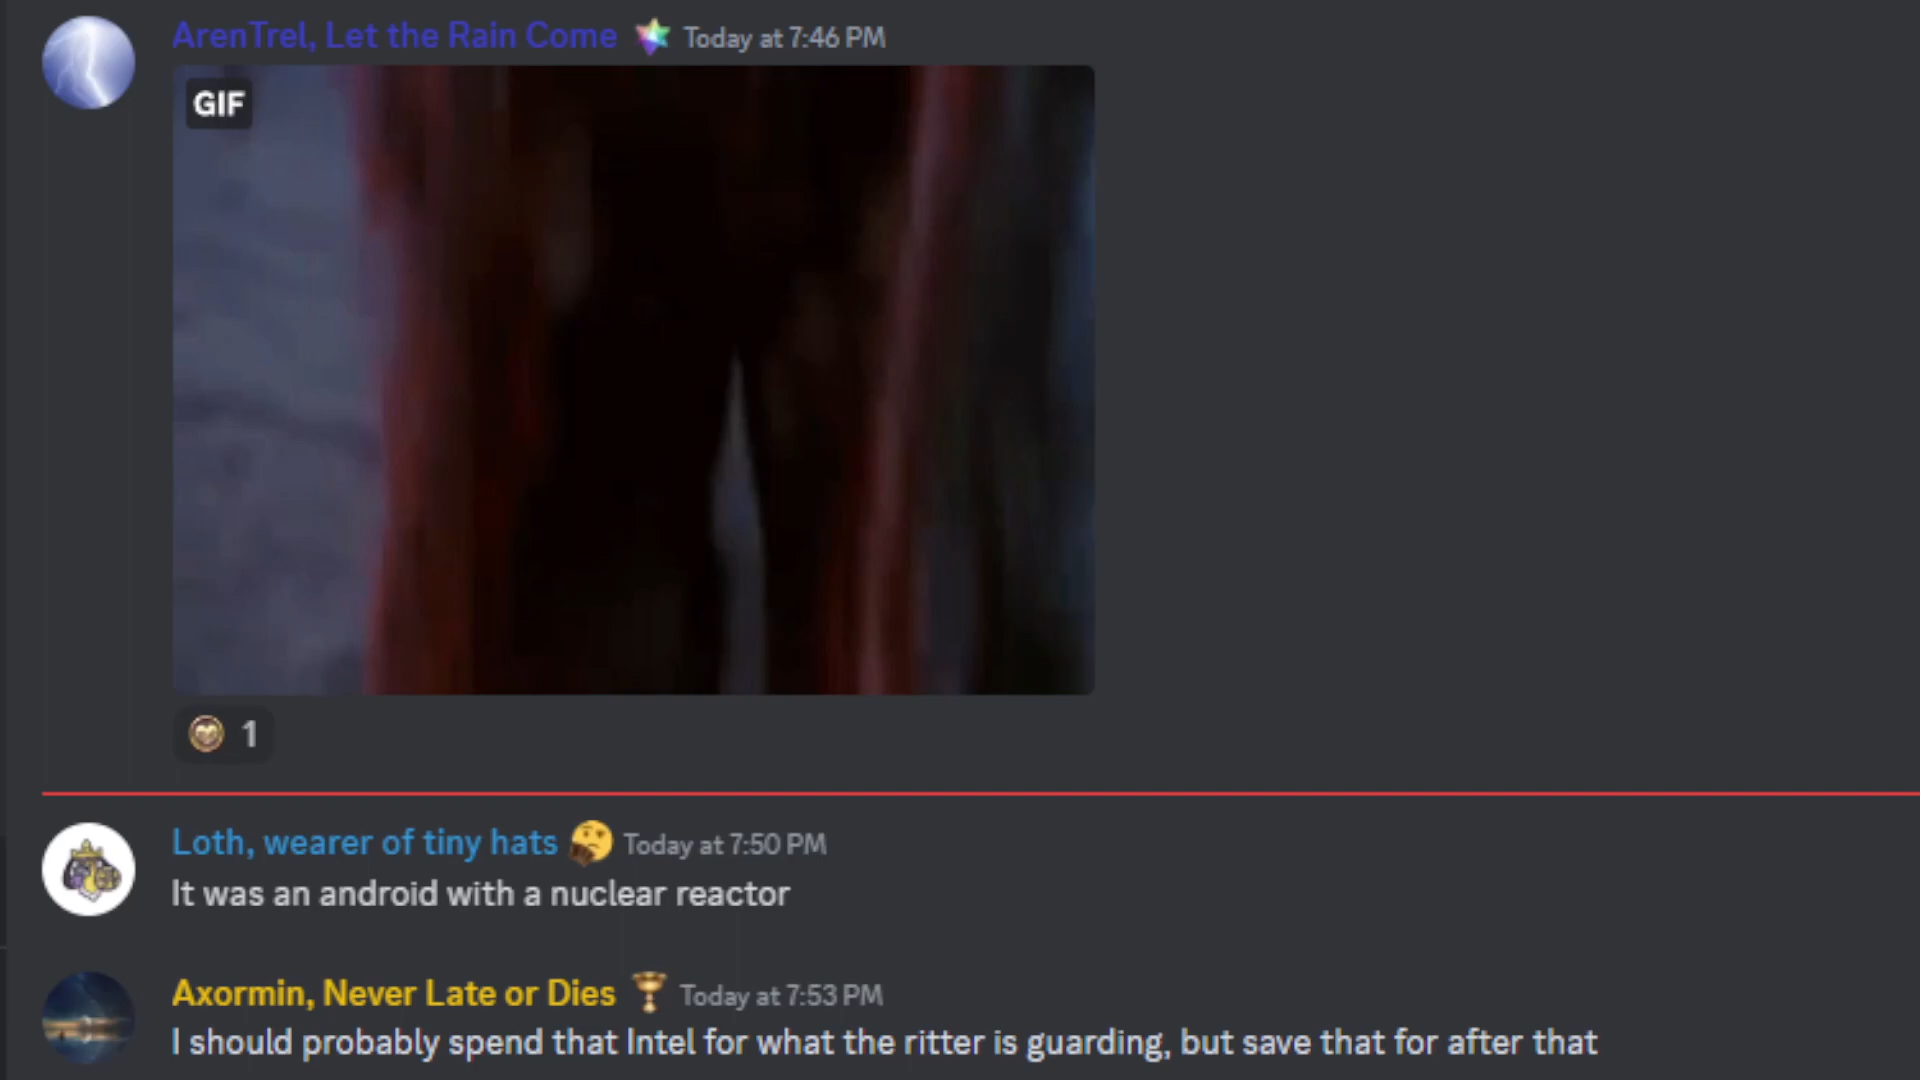 ArenTrel, Let the Rain Come Today at 7:46 PM
GIF
1
Loth, wearer of tiny hats Today at 7:50 PM
It was an android with a nuclear reactor
Axormin, Never Late or Dies Today at 7:53 PM
I should probably spend that Intel for what the ritter is guarding, but save that for after that